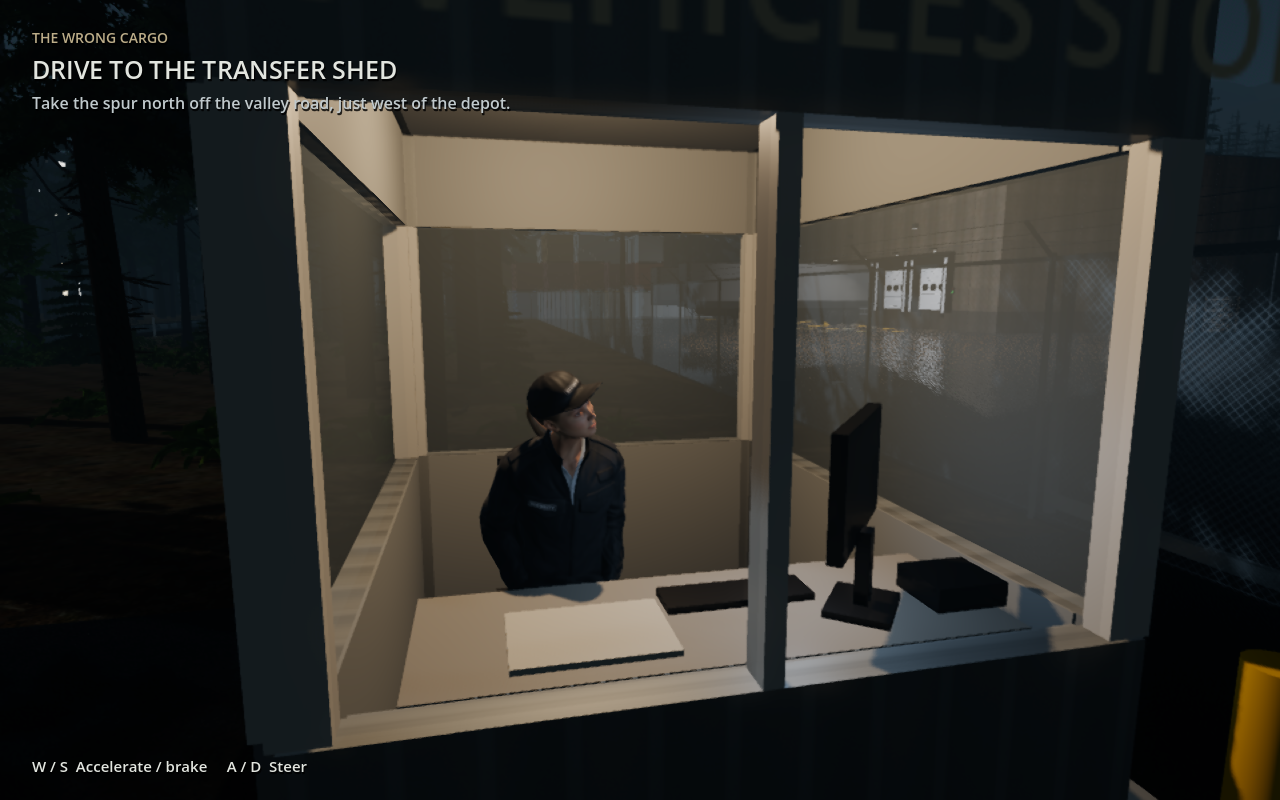 THE WRONG CARGO
DRIVE TO THE TRANSFER SHED
Take the spur north off the valley road, just west of the depot.
VEHICLES
W / S Accelerate / brake A / D Steer